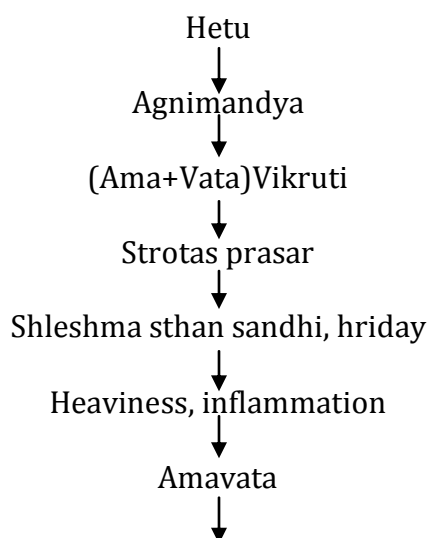 Hetu
Agnimandya
(Ama+Vata)Vikruti
Strotas prasar
Shleshma sthan sandhi, hriday
Heaviness, inflammation
Amavata